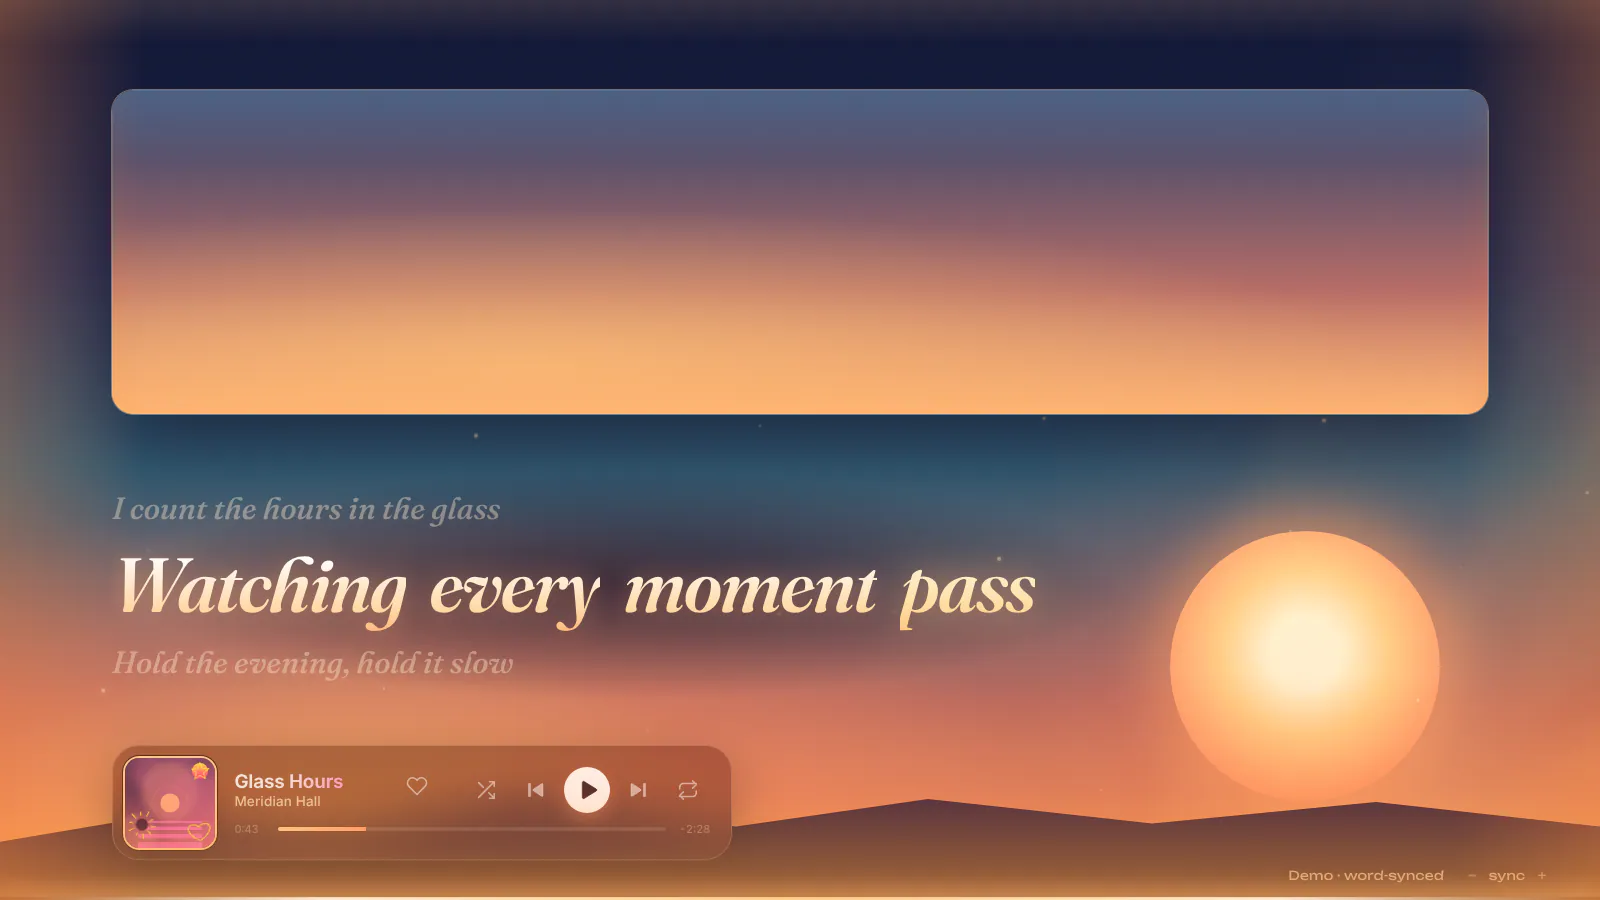 I count the hours in the glass
Watching every moment pass
Hold the evening, hold it slow
Glass Hours
Meridian Hall
0:43
-2:28
Demo · word-synced − sync +